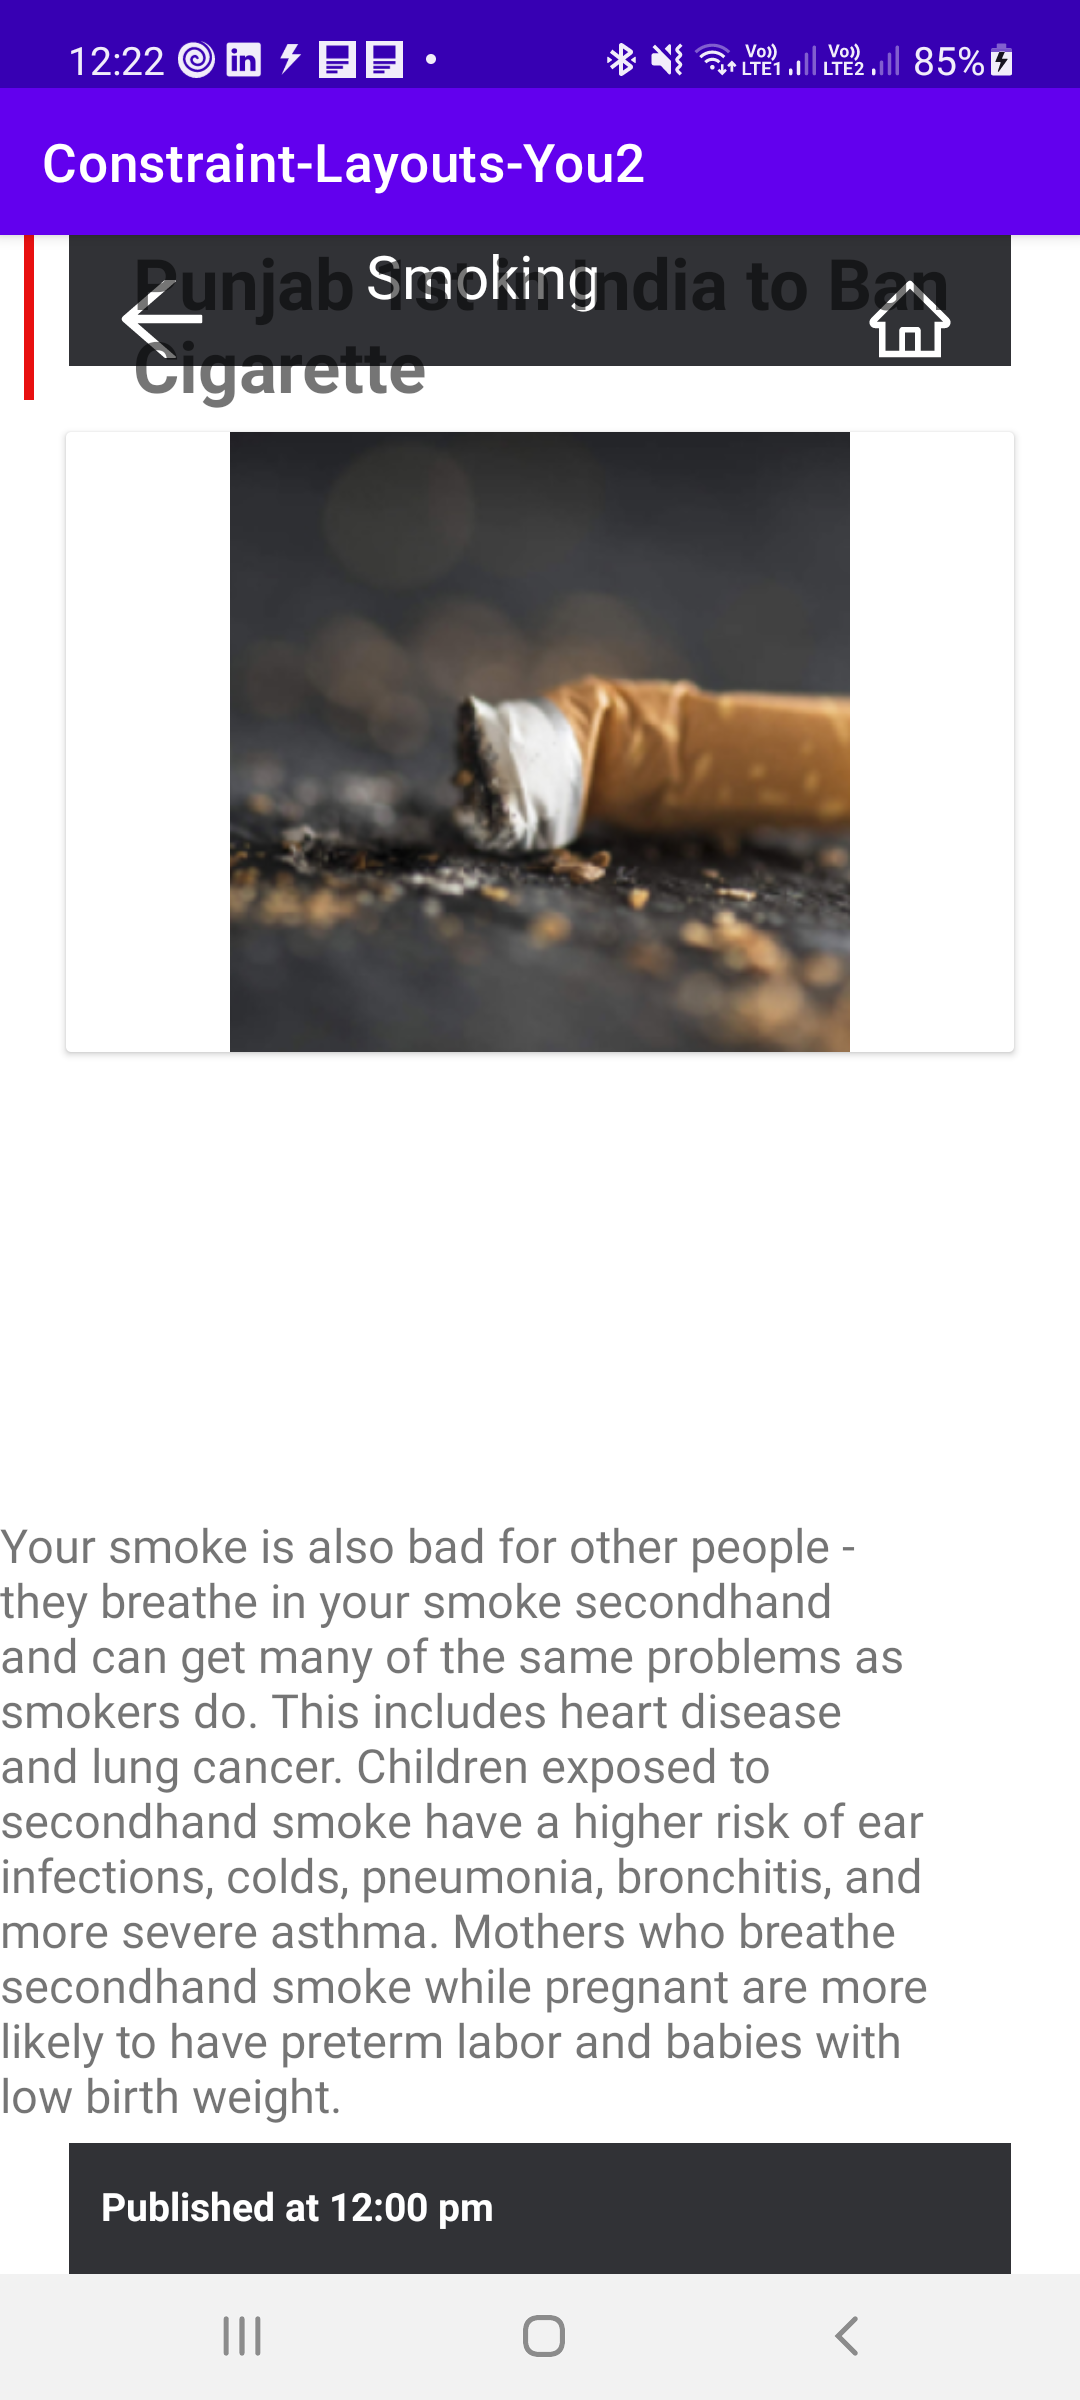 12:22 in Vo)) LTE1 Vo)) LTE2 85%
Constraint-Layouts-You2
Smoking
Punjab 1st in India to Ban
Cigarette
Your smoke is also bad for other people -
they breathe in your smoke secondhand
and can get many of the same problems as
smokers do. This includes heart disease
and lung cancer. Children exposed to
secondhand smoke have a higher risk of ear
infections, colds, pneumonia, bronchitis, and
more severe asthma. Mothers who breathe
secondhand smoke while pregnant are more
likely to have preterm labor and babies with
low birth weight.
Published at 12:00 pm